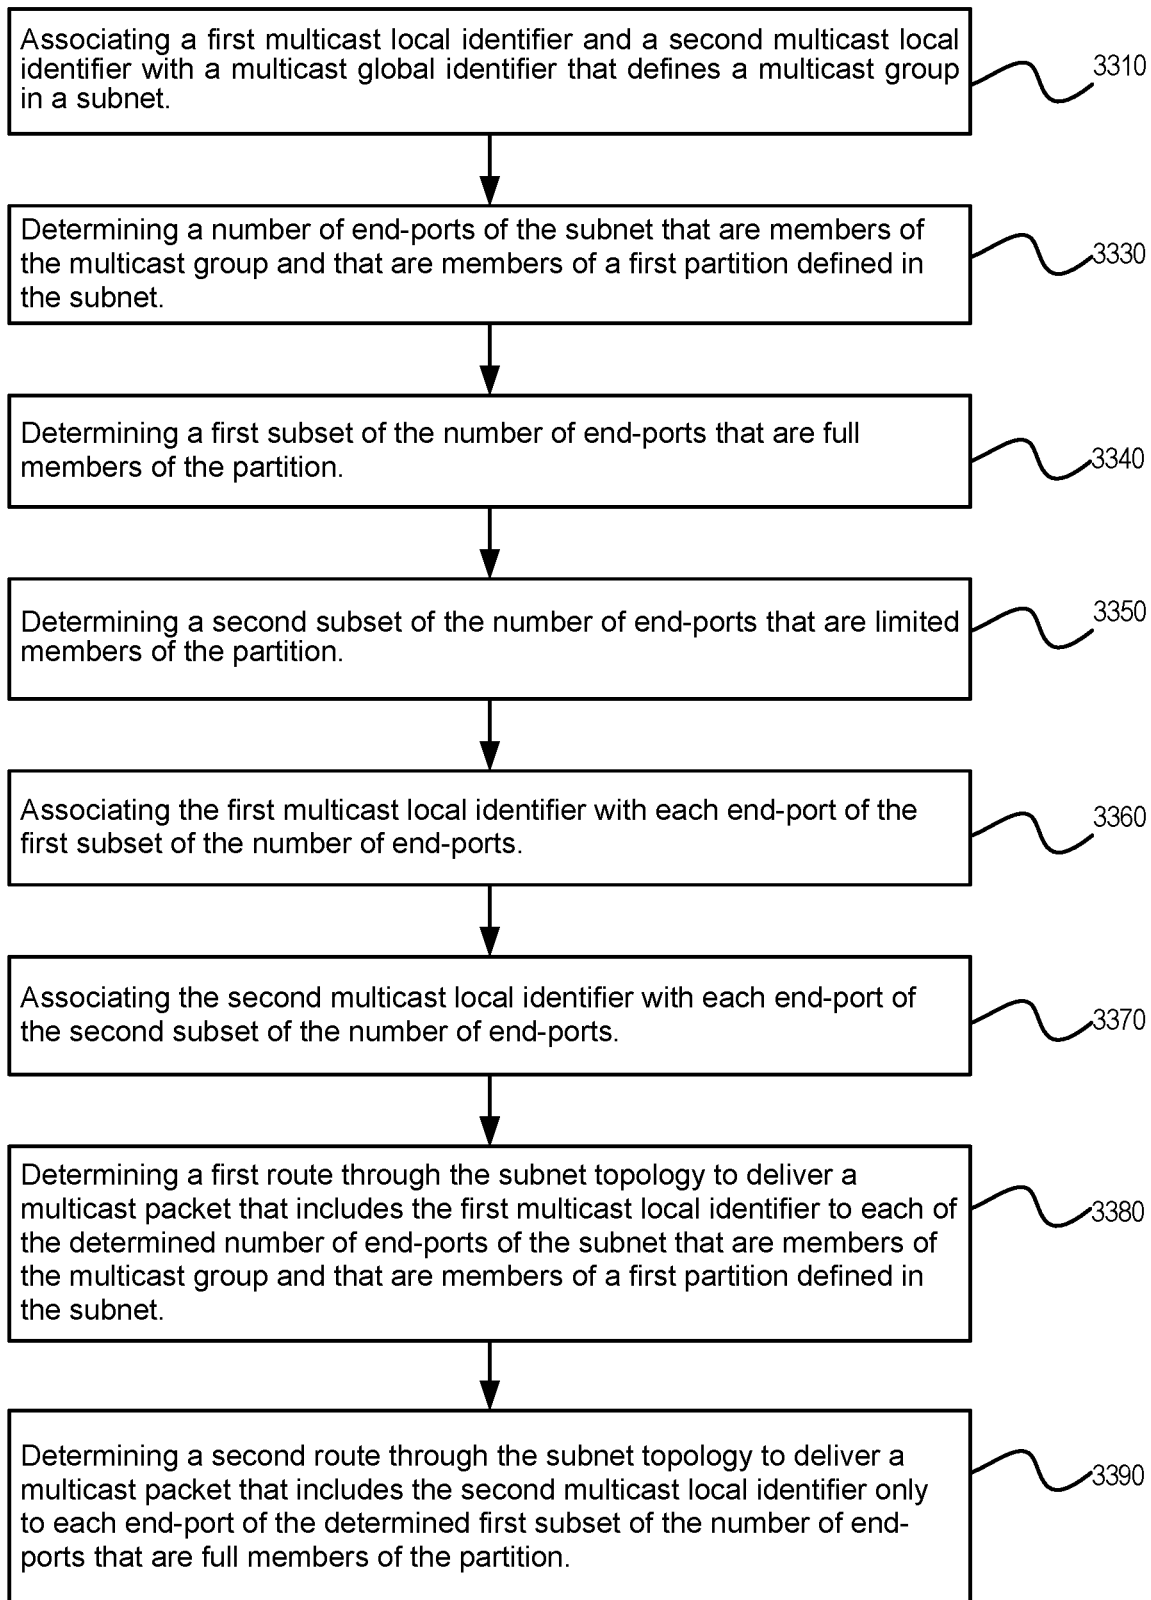 Associating a first multicast local identifier and a second multicast local
identifier with a multicast global identifier that defines a multicast group
in a subnet.
3310
Determining a number of end-ports of the subnet that are members of
the multicast group and that are members of a first partition defined in
the subnet.
3330
Determining a first subset of the number of end-ports that are full
members of the partition.
3340
Determining a second subset of the number of end-ports that are limited
members of the partition.
3350
Associating the first multicast local identifier with each end-port of the
first subset of the number of end-ports.
3360
Associating the second multicast local identifier with each end-port of
the second subset of the number of end-ports.
3370
Determining a first route through the subnet topology to deliver a
multicast packet that includes the first multicast local identifier to each of
the determined number of end-ports of the subnet that are members of
the multicast group and that are members of a first partition defined in
the subnet.
3380
Determining a second route through the subnet topology to deliver a
multicast packet that includes the second multicast local identifier only
to each end-port of the determined first subset of the number of end-
ports that are full members of the partition.
3390